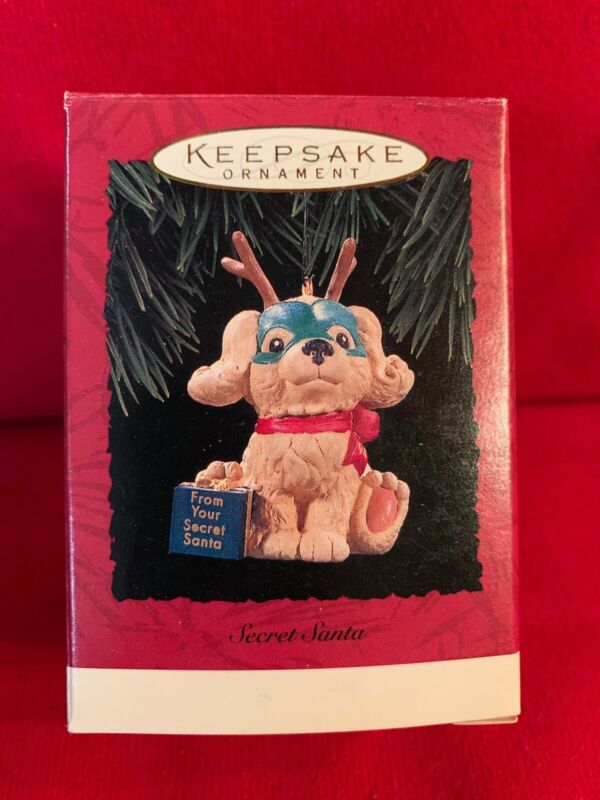 KEEPSAKE
ORNAMENT
From
Your
Secret
Santa
Secret Santa